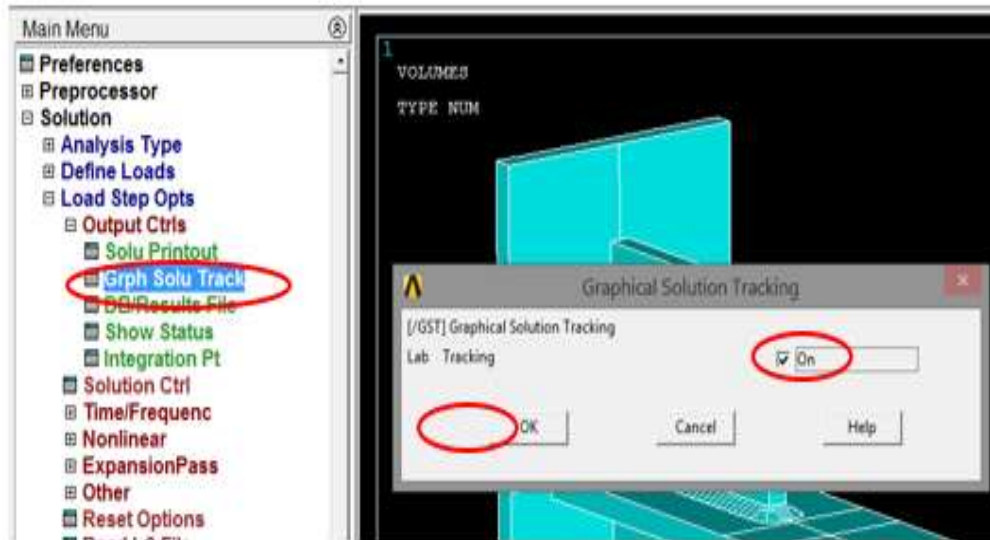 Main Menu
Preferences
Preprocessor
Solution
Analysis Type
Define Loads
Load Step Opts
Output Ctrls
Solu Printout
Grph Solu Track
DB/Results File
Show Status
Integration Pt
Solution Ctrl
Time/Frequenc
Nonlinear
ExpansionPass
Other
Reset Options
1
VOLUMES
TYPE NUM
Graphical Solution Tracking
[/GST] Graphical Solution Tracking
Lab Tracking On
OK Cancel Help